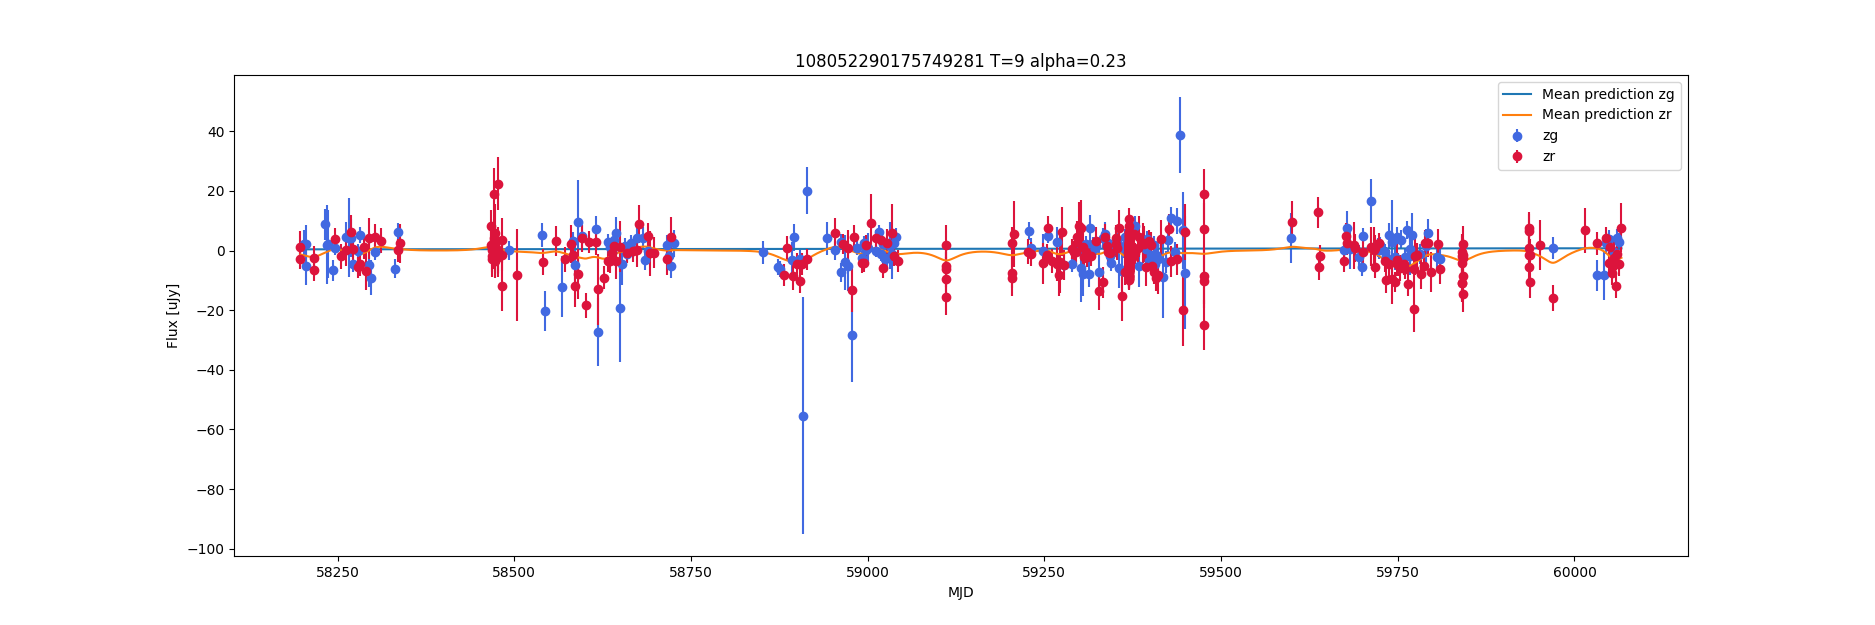 108052290175749281 T=9 alpha=0.23
Mean prediction zg
Mean prediction zr
zg
zr
Flux [uJy]
40
20
0
−20
−40
−60
−80
−100
58250
58500
58750
59000
59250
59500
59750
60000
MJD